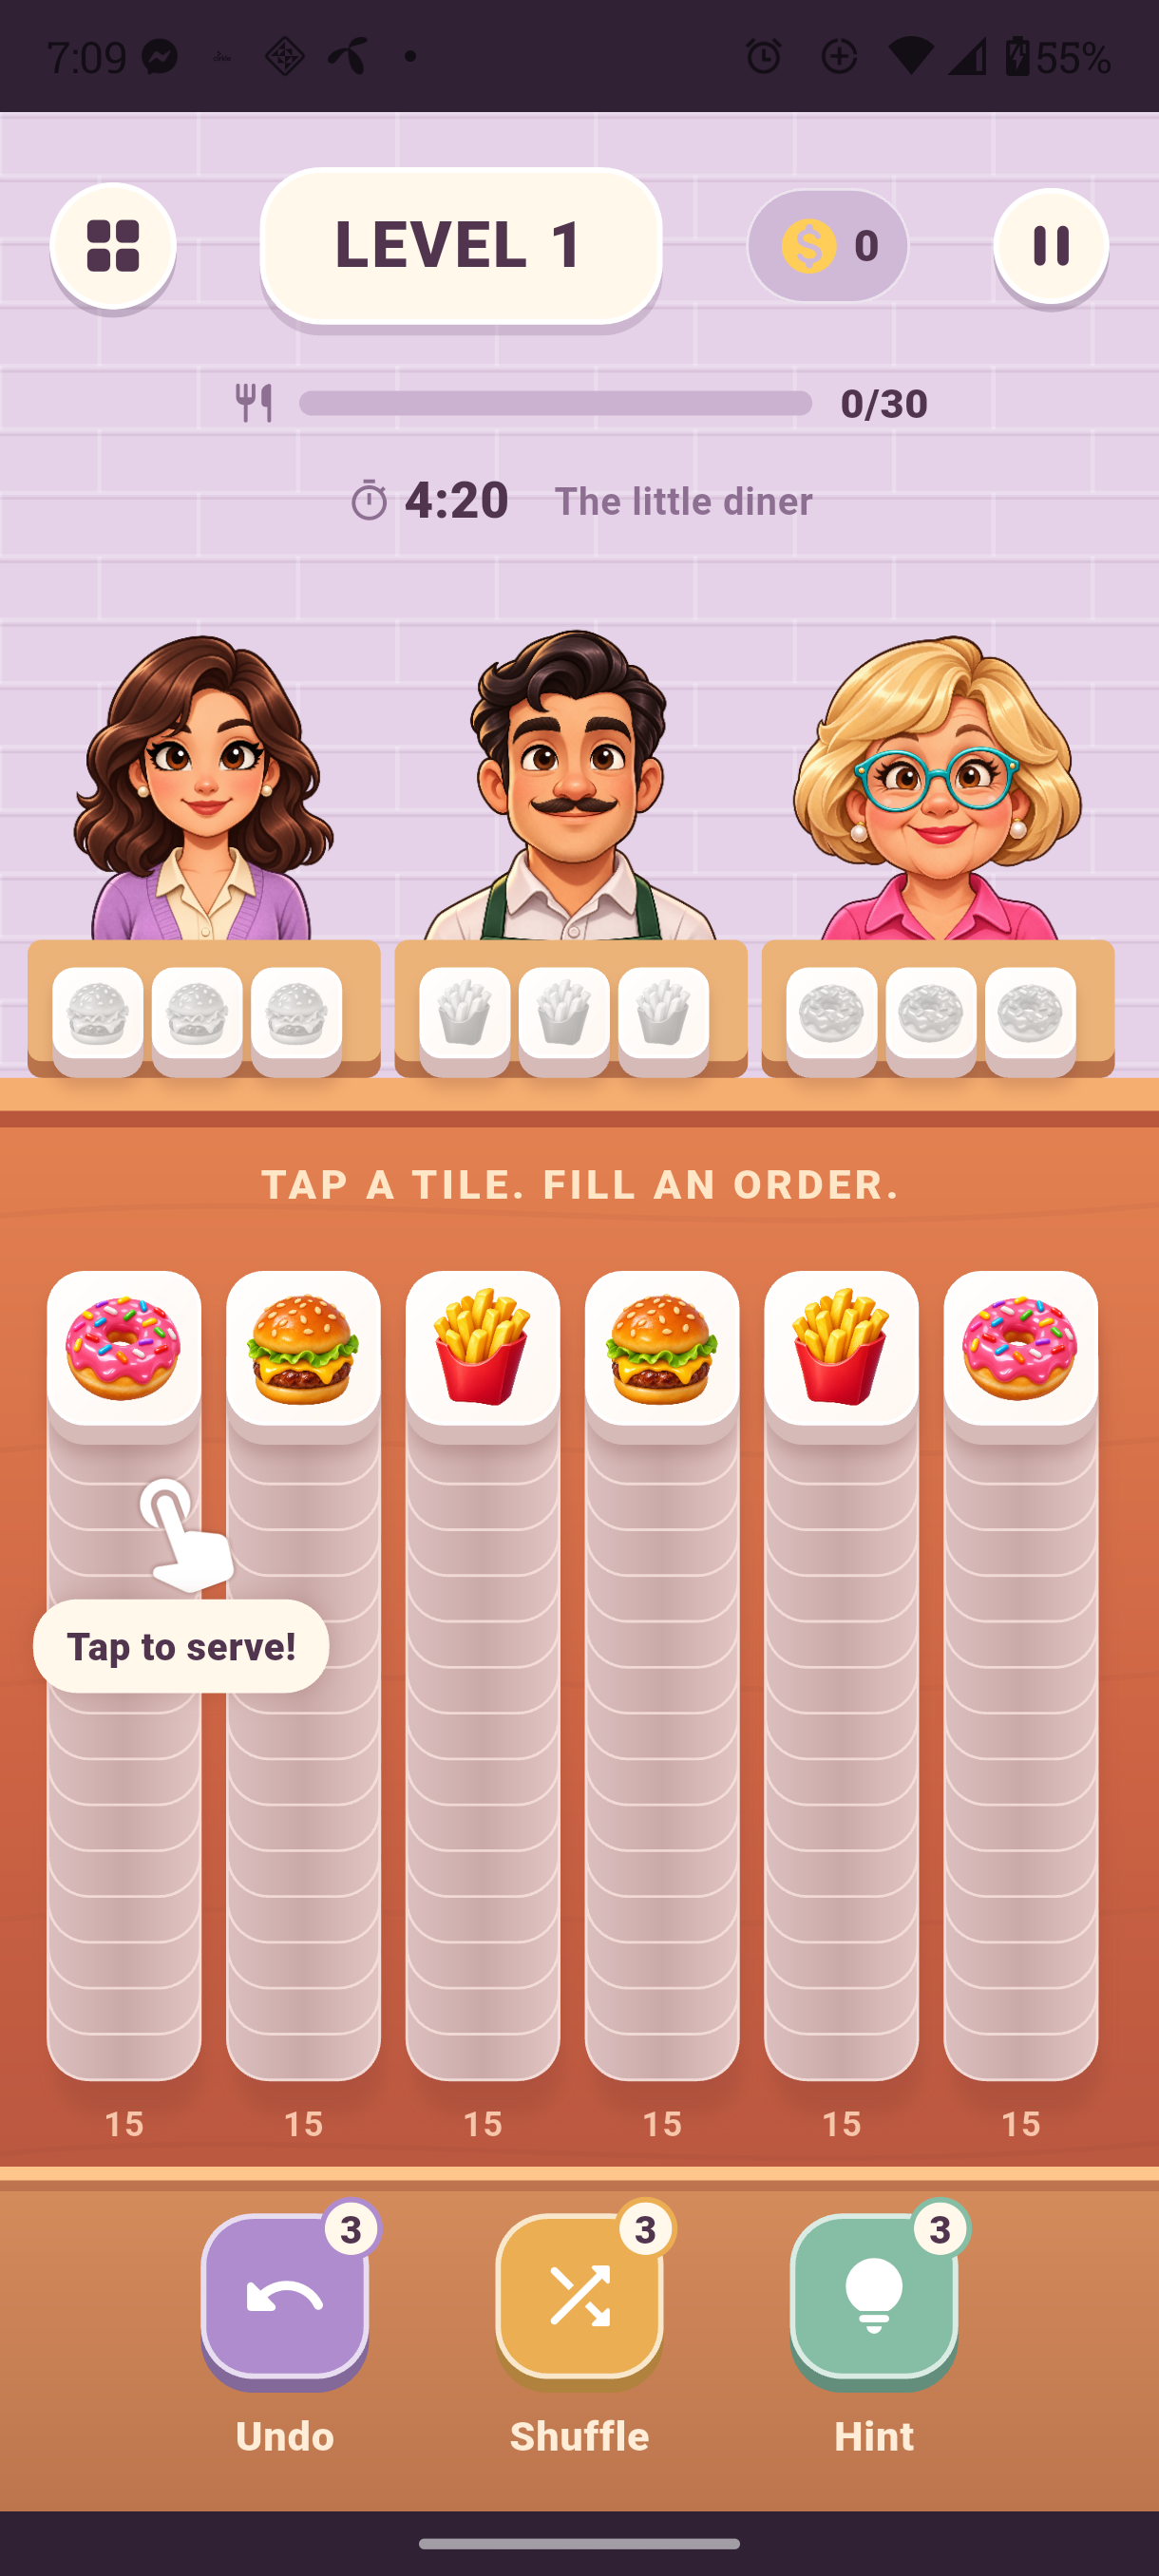 7:09
55%
LEVEL 1
0
0/30
4:20 The little diner
TAP A TILE. FILL AN ORDER.
Tap to serve!
15 15 15 15 15 15
3 3 3
Undo Shuffle Hint